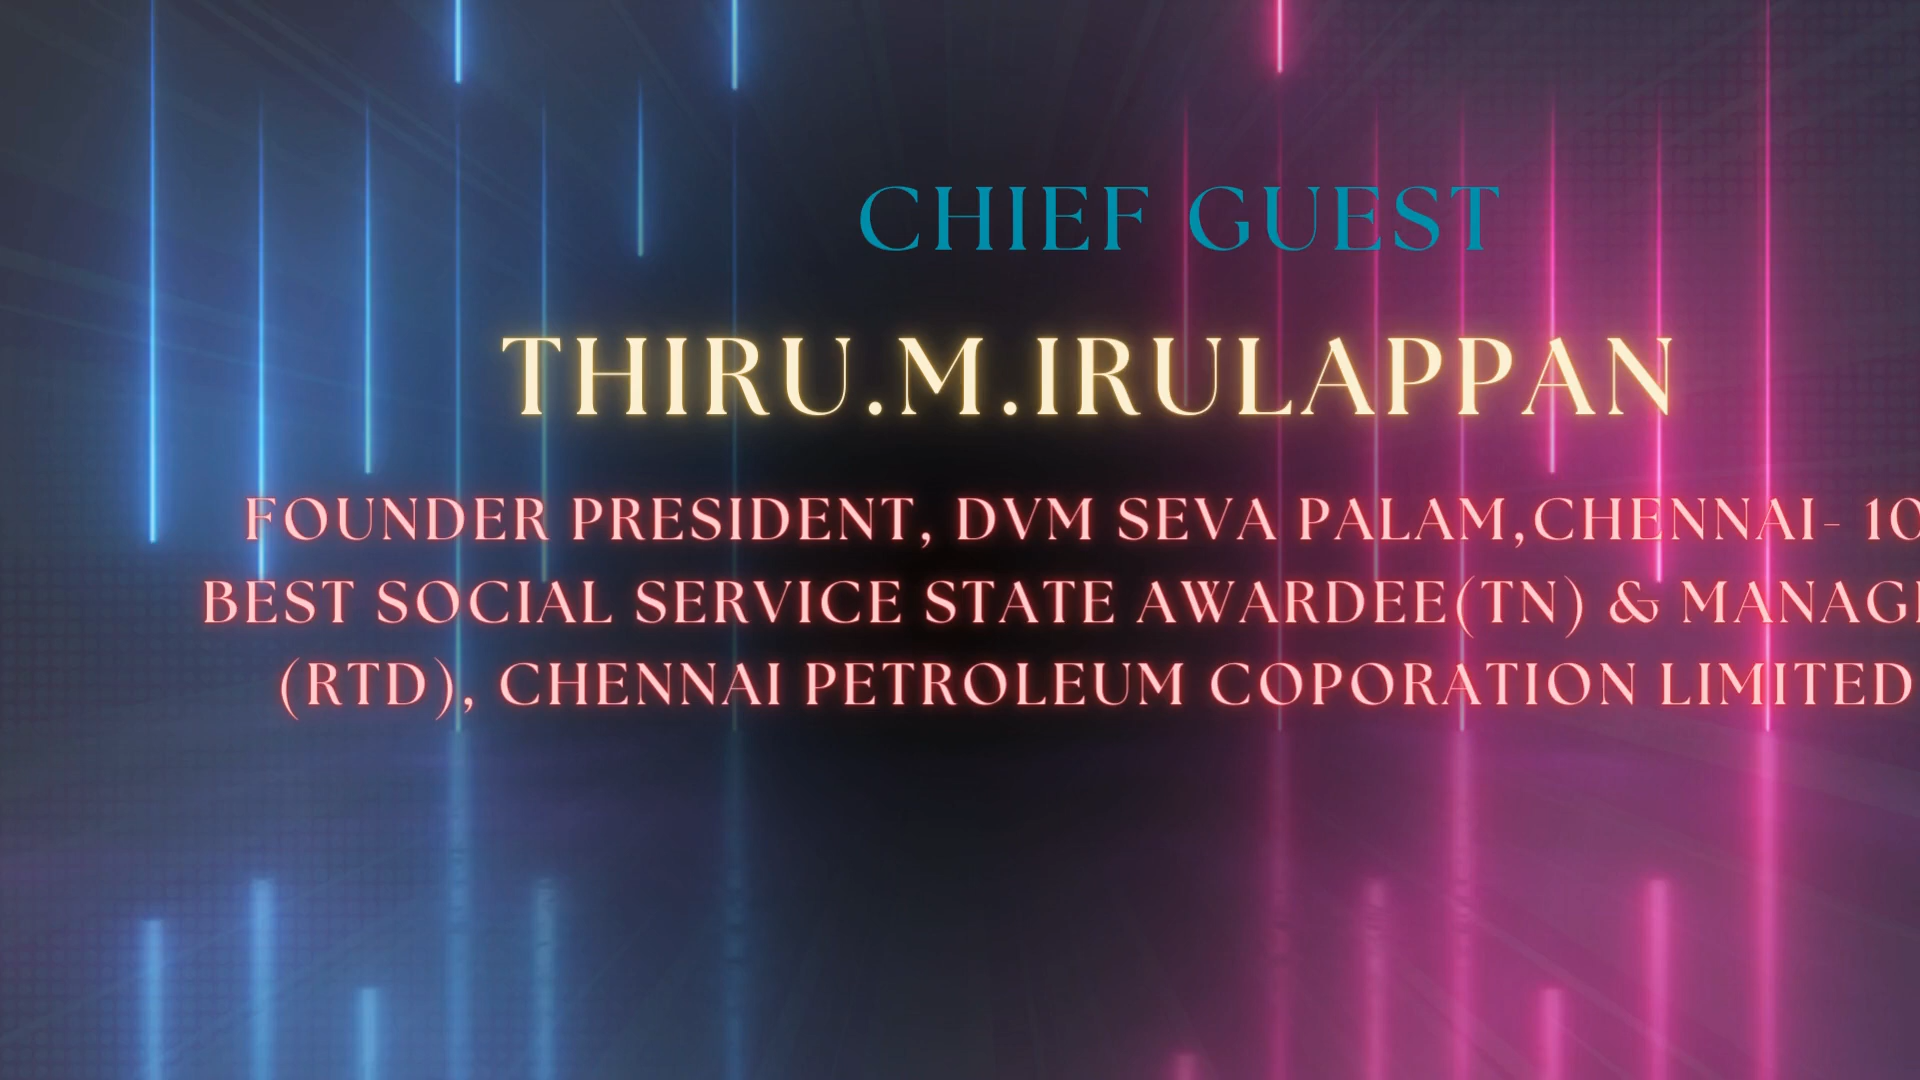 CHIEF GUEST
THIRU.M.IRULAPPAN
FOUNDER PRESIDENT, DVM SEVA PALAM,CHENNAI- 10
BEST SOCIAL SERVICE STATE AWARDEE(TN) &
(RTD), CHENNAI PETROLEUM COPORATION LIMITED